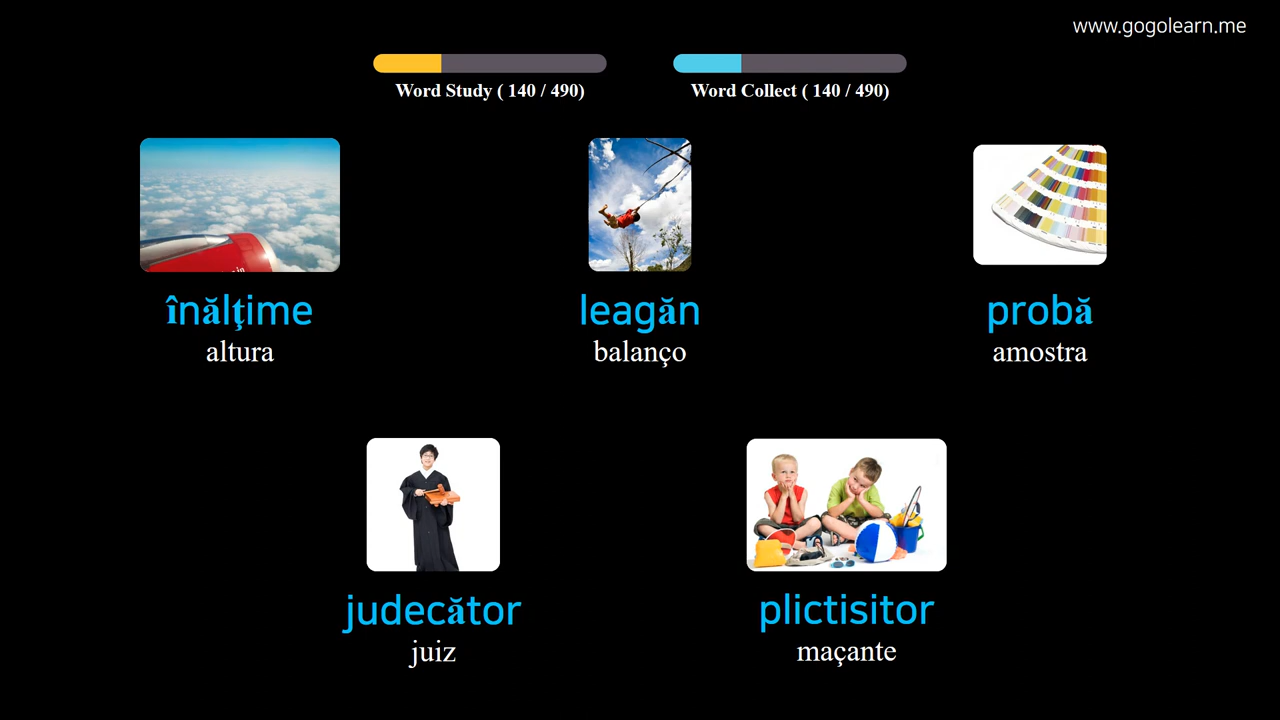 www.gogolearn.me
Word Study ( 140 / 490)
Word Collect ( 140 / 490)
înălţime
leagăn
probă
altura
balanço
amostra
judecător
plictisitor
juiz
maçante